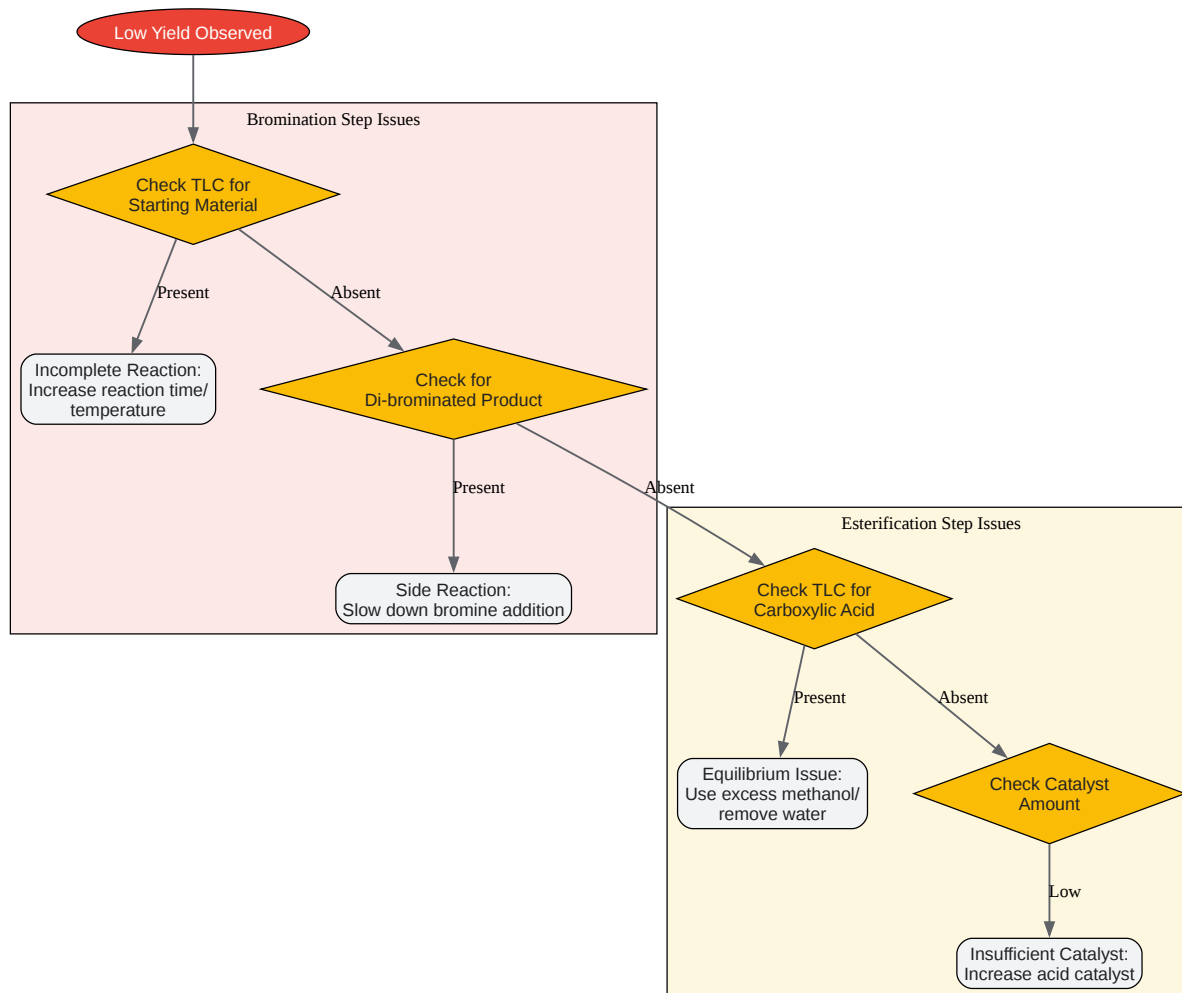 Low Yield Observed
Bromination Step Issues
Check TLC for
Starting Material
Present
Absent
Incomplete Reaction:
Increase reaction time/
temperature
Check for
Di-brominated Product
Present
Absent
Side Reaction:
Slow down bromine addition
Esterification Step Issues
Check TLC for
Carboxylic Acid
Present
Absent
Equilibrium Issue:
Use excess methanol/
remove water
Check Catalyst
Amount
Low
Insufficient Catalyst:
Increase acid catalyst